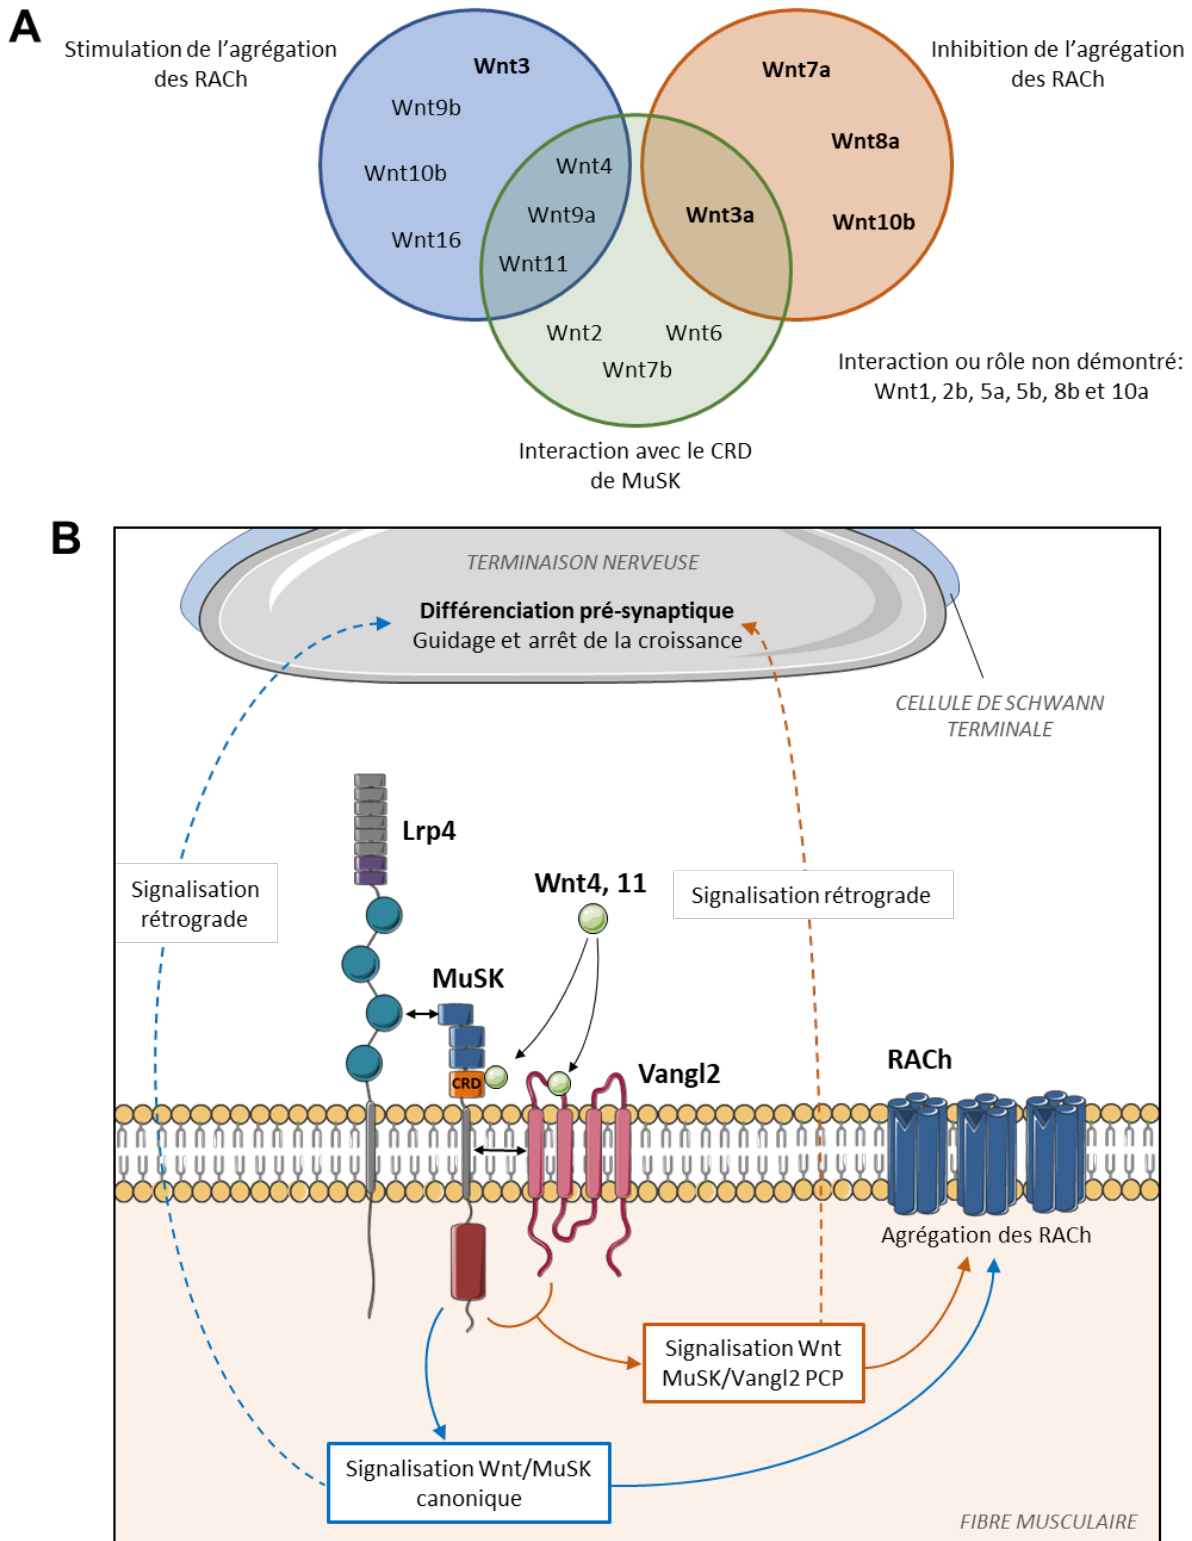 A
Stimulation de l’agrégation
des RACh
Inhibition de l’agrégation
des RACh
Wnt3
Wnt9b
Wnt10b
Wnt16
Wnt4
Wnt9a
Wnt11
Wnt7a
Wnt8a
Wnt3a
Wnt10b
Wnt2
Wnt6
Wnt7b
Interaction ou rôle non démontré:
Wnt1, 2b, 5a, 5b, 8b et 10a
Interaction avec le CRD
de MuSK
B
TERMINAISON NERVEUSE
Différenciation pré-synaptique
Guidage et arrêt de la croissance
CELLULE DE SCHWANN
TERMINALE
Lrp4
Signalisation
rétrograde
Wnt4, 11
Signalisation rétrograde
MuSK
CRD
Vangl2
RACh
Agrégation des RACh
Signalisation Wnt
MuSK/Vangl2 PCP
Signalisation Wnt/MuSK
canonique
FIBRE MUSCULAIRE